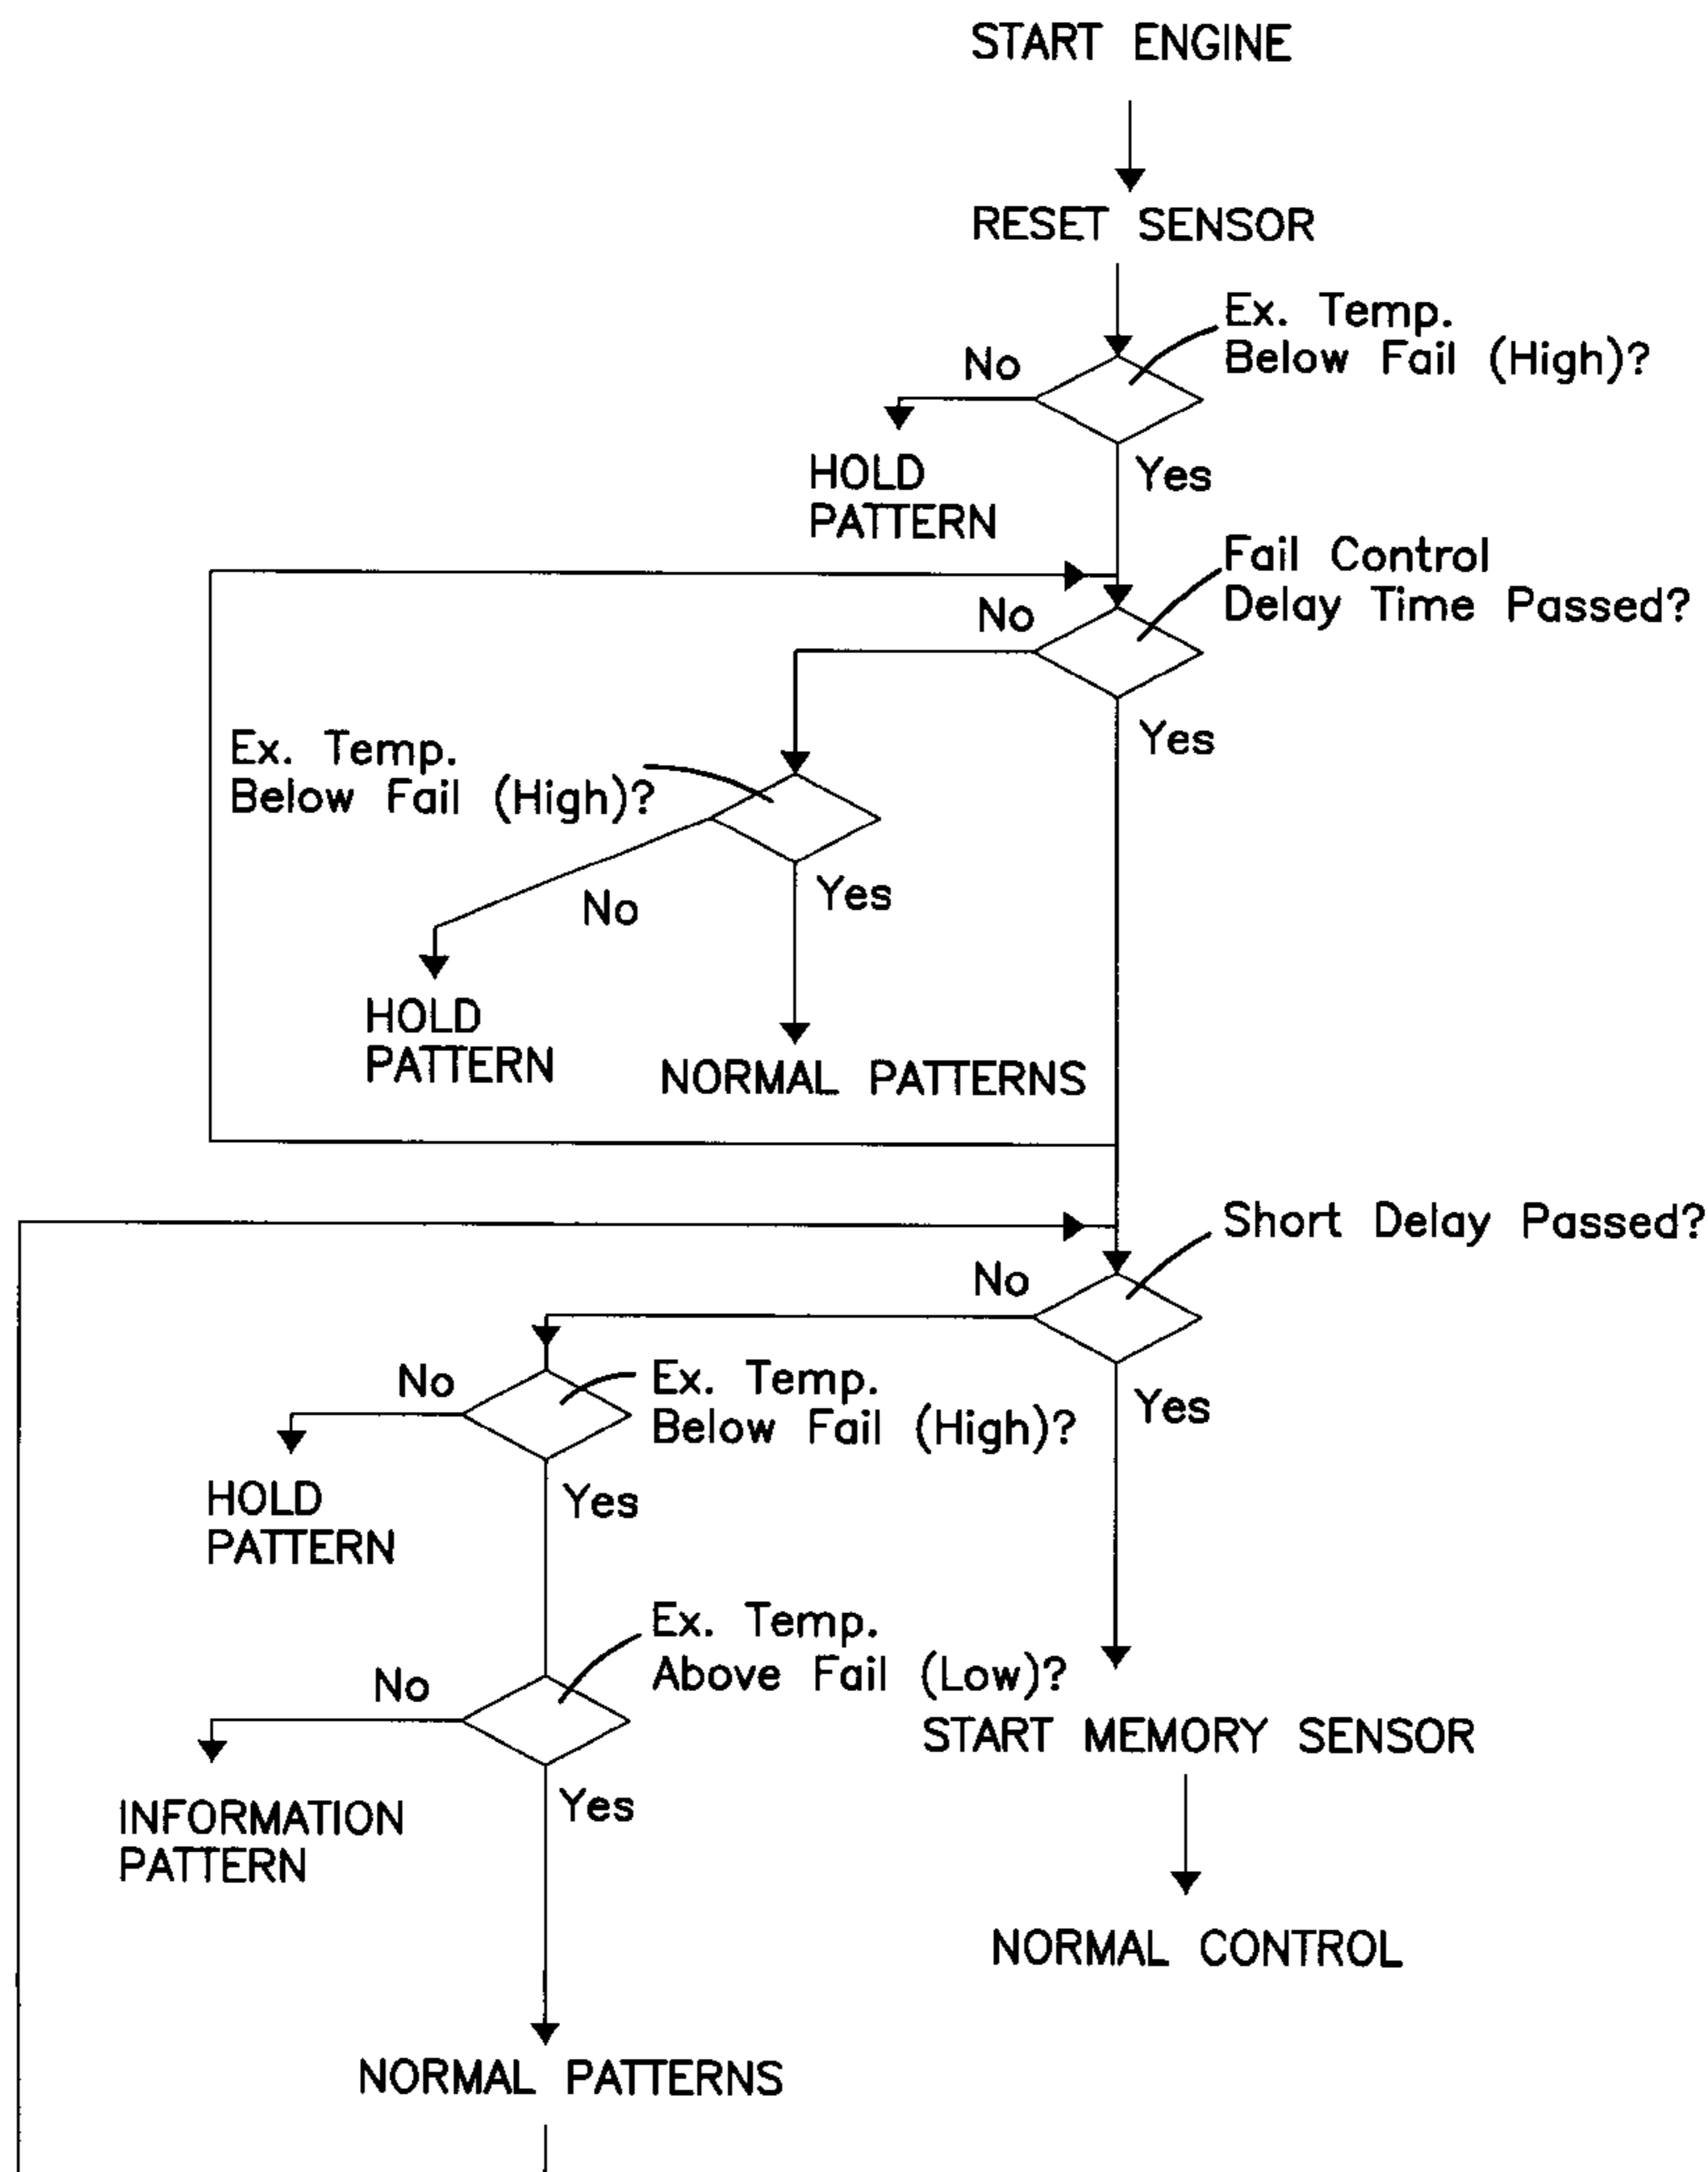 START ENGINE
RESET SENSOR
Ex. Temp.
Below Fail (High)?
No
HOLD
PATTERN
Yes
Fail Control
Delay Time Passed?
No
Yes
Ex. Temp.
Below Fail (High)?
No
Yes
HOLD
PATTERN
NORMAL PATTERNS
Short Delay Passed?
No
Yes
No
Ex. Temp.
Below Fail (High)?
HOLD
PATTERN
Yes
Ex. Temp.
Above Fail (Low)?
No
START MEMORY SENSOR
INFORMATION
PATTERN
Yes
NORMAL CONTROL
NORMAL PATTERNS